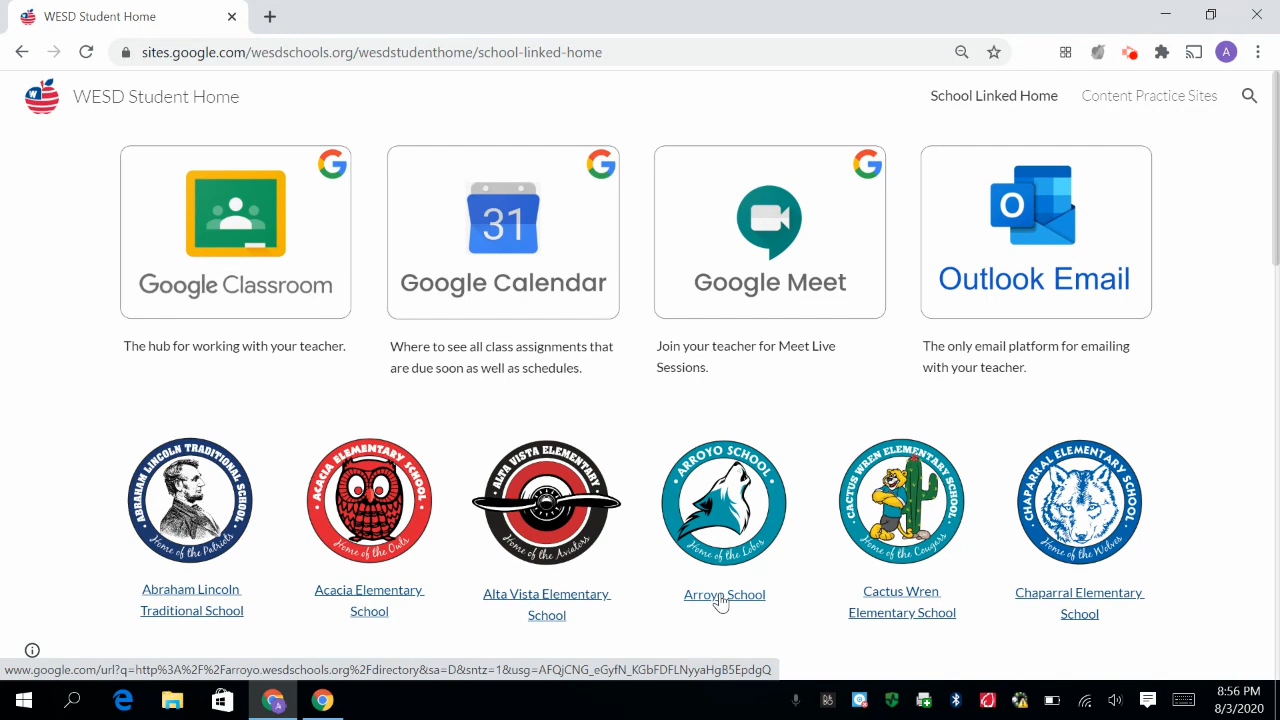 WESD Student Home
sites.google.com/wesdschools.org/wesdstudenthome/school-linked-home
A
W
WESD Student Home
School Linked Home
Content Practice Sites
G
G
G
31
O
Google Classroom
Google Calendar
Google Meet
Outlook Email
The hub for working with your teacher.
Where to see all class assignments that
are due soon as well as schedules.
Join your teacher for Meet Live
Sessions.
The only email platform for emailing
with your teacher.
ABRAHAM LINCOLN TRADITIONAL SCHOOL
Home of the Patriots
ACACIA ELEMENTARY SCHOOL
Home of the Owls
ALTA VISTA ELEMENTARY
Home of the Aviators
ARROYO SCHOOL
Home of the Lobos
CACTUS WREN ELEMENTARY SCHOOL
Home of the Cougars
CHAPARRAL ELEMENTARY SCHOOL
Home of the Wolves
Abraham Lincoln
Traditional School
Acacia Elementary
School
Alta Vista Elementary
School
Arroyo School
Cactus Wren
Elementary School
Chaparral Elementary
School
www.google.com/url?q=http%3A%2F%2Farroyo.wesdschools.org%2Fdirectory&sa=D&sntz=1&usg=AFQjCNG_eGyfN_KGbFDFLNyyaHgB5EpdgQ
8:56 PM
8/3/2020